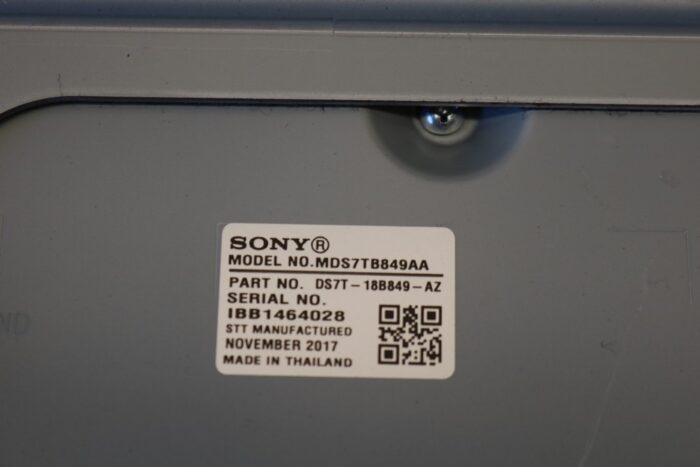 SONY®
MODEL NO.MDS7TB849AA
PART NO. DS7T-18B849-AZ
SERIAL NO.
IBB1464028
STT MANUFACTURED
NOVEMBER 2017
MADE IN THAILAND